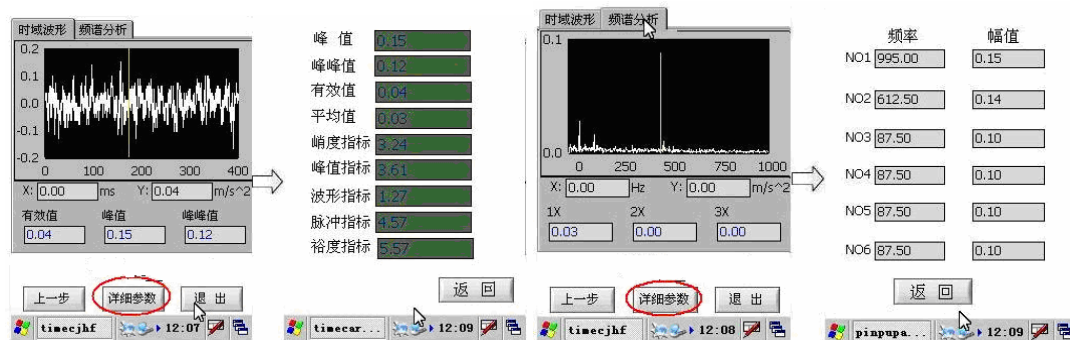 时域波形 频谱分析
0.2
0.1
0.0
-0.1
-0.2
0 100 200 300 400
X: 0.00 ms Y: 0.04 m/s^2
有效值 峰值 峰峰值
0.04 0.15 0.12
上一步 详细参数 退 出
timecjhf 12:07
峰 值 0.15
峰峰值 0.12
有效值 0.04
平均值 0.03
峭度指标 3.24
峰值指标 3.61
波形指标 1.27
脉冲指标 4.57
裕度指标 5.57
返 回
timecar... 12:09
时域波形 频谱分析
0.1
0.0
0 250 500 750 1000
X: 0.00 Hz Y: 0.00 m/s^2
1X 2X 3X
0.03 0.00 0.00
上一步 详细参数 退 出
timecjhf 12:08
频率 幅值
NO1 995.00 0.15
NO2 612.50 0.14
NO3 87.50 0.10
NO4 87.50 0.10
NO5 87.50 0.10
NO6 87.50 0.10
返 回
pinpupa... 12:09